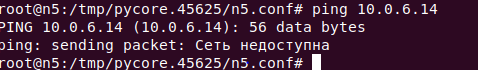 root@n5:/tmp/pycore.45625/n5.conf# ping 10.0.6.14
PING 10.0.6.14 (10.0.6.14): 56 data bytes
ping: sending packet: Сеть недоступна
root@n5:/tmp/pycore.45625/n5.conf#